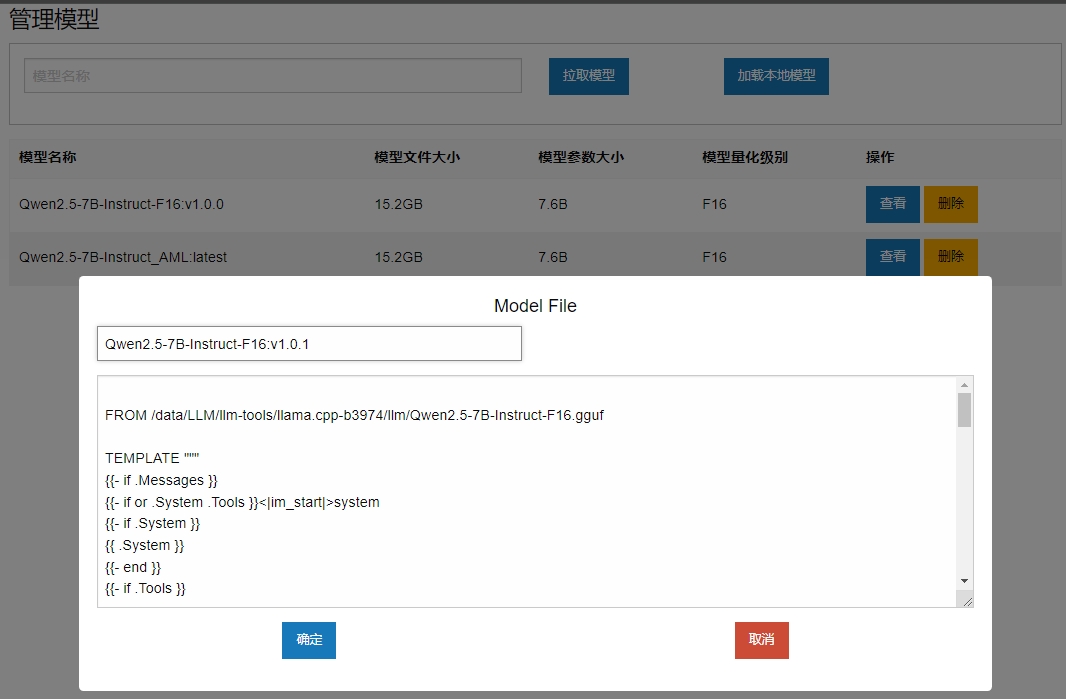 管理模型
模型名称
拉取模型
加载本地模型
模型名称 模型文件大小 模型参数大小 模型量化级别 操作
Qwen2.5-7B-Instruct-F16:v1.0.0 15.2GB 7.6B F16 查看 删除
Qwen2.5-7B-Instruct_AML:latest 15.2GB 7.6B F16 查看 删除
Model File
Qwen2.5-7B-Instruct-F16:v1.0.1
FROM /data/LLM/llm-tools/llama.cpp-b3974/llm/Qwen2.5-7B-Instruct-F16.gguf
TEMPLATE """
{{- if .Messages }}
{{- if or .System .Tools }}<|im_start|>system
{{- if .System }}
{{ .System }}
{{- end }}
{{- if .Tools }}
确定 取消